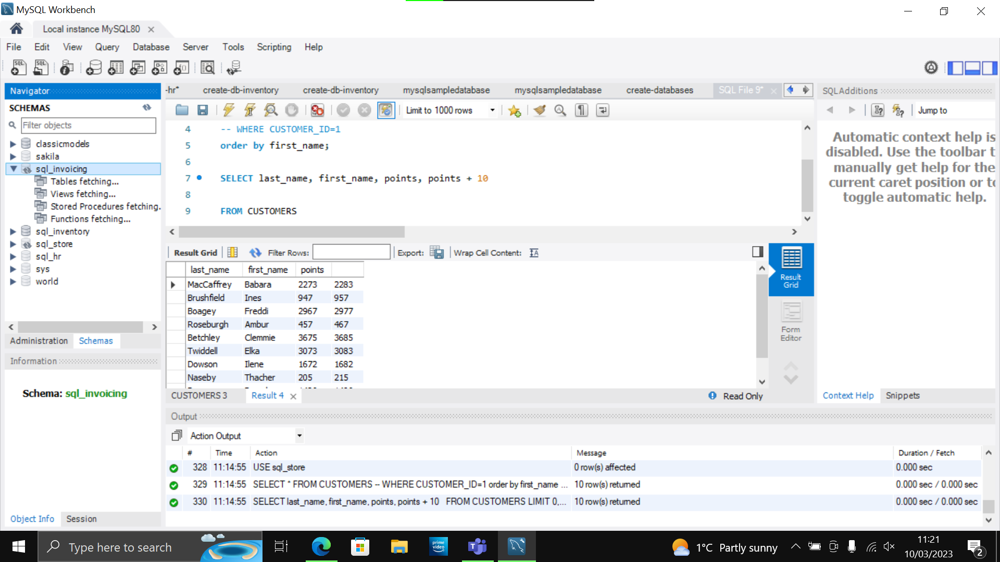 MySQL Workbench
Local instance MySQL80
File Edit View Query Database Server Tools Scripting Help
Navigator
SCHEMAS
Filter objects
classicmodels
sakila
sql_invoicing
Tables fetching...
Views fetching...
Stored Procedures fetching.
Functions fetching...
sql_inventory
sql_store
sql_hr
sys
world
Administration Schemas
Information
Schema: sql_invoicing
Object Info Session
-hr* create-db-inventory create-db-inventory mysqlsampledatabase mysqlsampledatabase create-databases SQL File 9*
Limit to 1000 rows
4 -- WHERE CUSTOMER_ID=1
5 order by first_name;
6
7 SELECT last_name, first_name, points, points + 10
8
9 FROM CUSTOMERS
Result Grid Filter Rows: Export: Wrap Cell Content:
last_name first_name points
MacCaffrey Babara 2273 2283
Brushfield Ines 947 957
Boagey Freddi 2967 2977
Roseburgh Ambur 457 467
Betchley Clemmie 3675 3685
Twiddell Elka 3073 3083
Dowson Ilene 1672 1682
Naseby Thacher 205 215
Result Grid
Form Editor
CUSTOMERS 3 Result 4 Read Only
SQLAdditions
Jump to
Automatic context help is
disabled. Use the toolbar t
manually get help for the
current caret position or to
toggle automatic help.
Context Help Snippets
Output
Action Output
# Time Action Message Duration / Fetch
328 11:14:55 USE sql_store 0 row(s) affected 0.000 sec
329 11:14:55 SELECT * FROM CUSTOMERS -- WHERE CUSTOMER_ID=1 order by first_name ... 10 row(s) returned 0.000 sec / 0.000 sec
330 11:14:55 SELECT last_name, first_name, points, points + 10 FROM CUSTOMERS LIMIT 0,... 10 row(s) returned 0.000 sec / 0.000 sec
Type here to search
prime video
1°C Partly sunny
11:21
10/03/2023
2